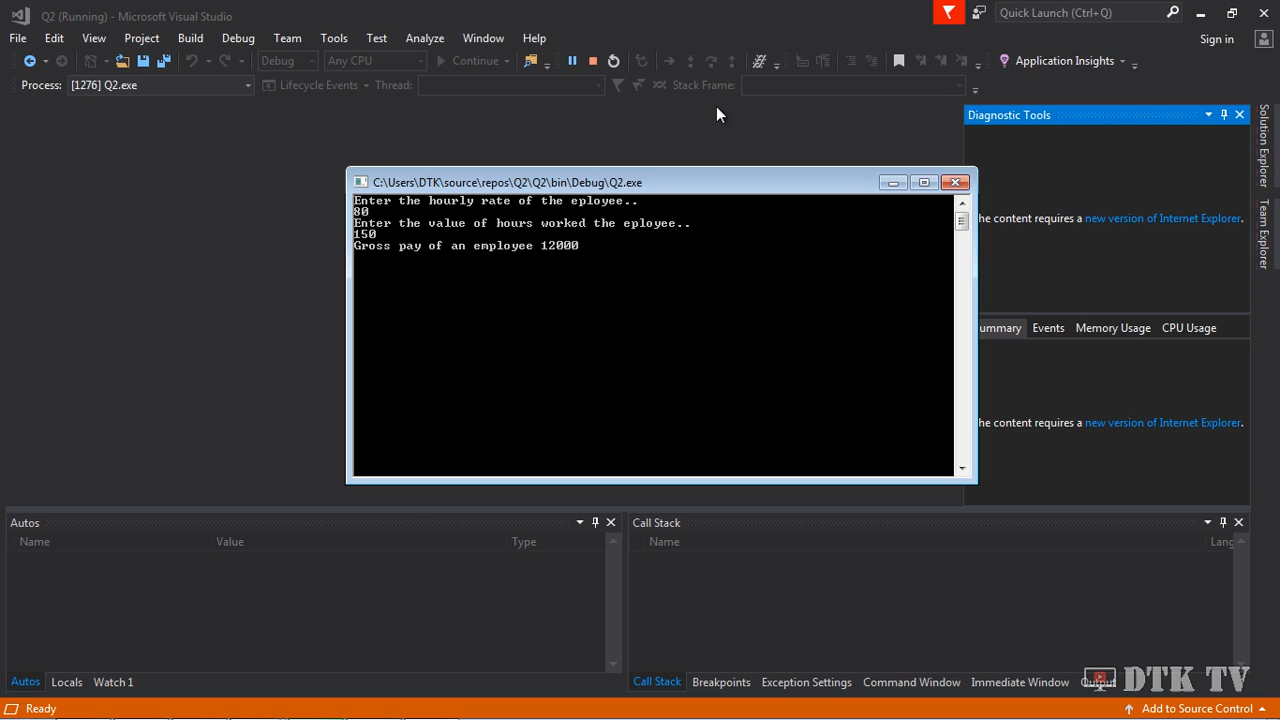 Q2 (Running) - Microsoft Visual Studio
Quick Launch (Ctrl+Q)
File Edit View Project Build Debug Team Tools Test Analyze Window Help
Sign in
Debug Any CPU Continue Application Insights
Process: [1276] Q2.exe Lifecycle Events Thread: Stack Frame:
Diagnostic Tools
Solution Explorer
Team Explorer
C:\Users\DTK\source\repos\Q2\Q2\bin\Debug\Q2.exe
Enter the hourly rate of the eployee..
80
Enter the value of hours worked the eployee..
150
Gross pay of an employee 12000
he content requires a new version of Internet Explorer.
ummary Events Memory Usage CPU Usage
he content requires a new version of Internet Explorer.
Autos
Name Value Type
Call Stack
Name Lang
Autos Locals Watch 1
Call Stack Breakpoints Exception Settings Command Window Immediate Window Output
DTK TV
Ready
Add to Source Control